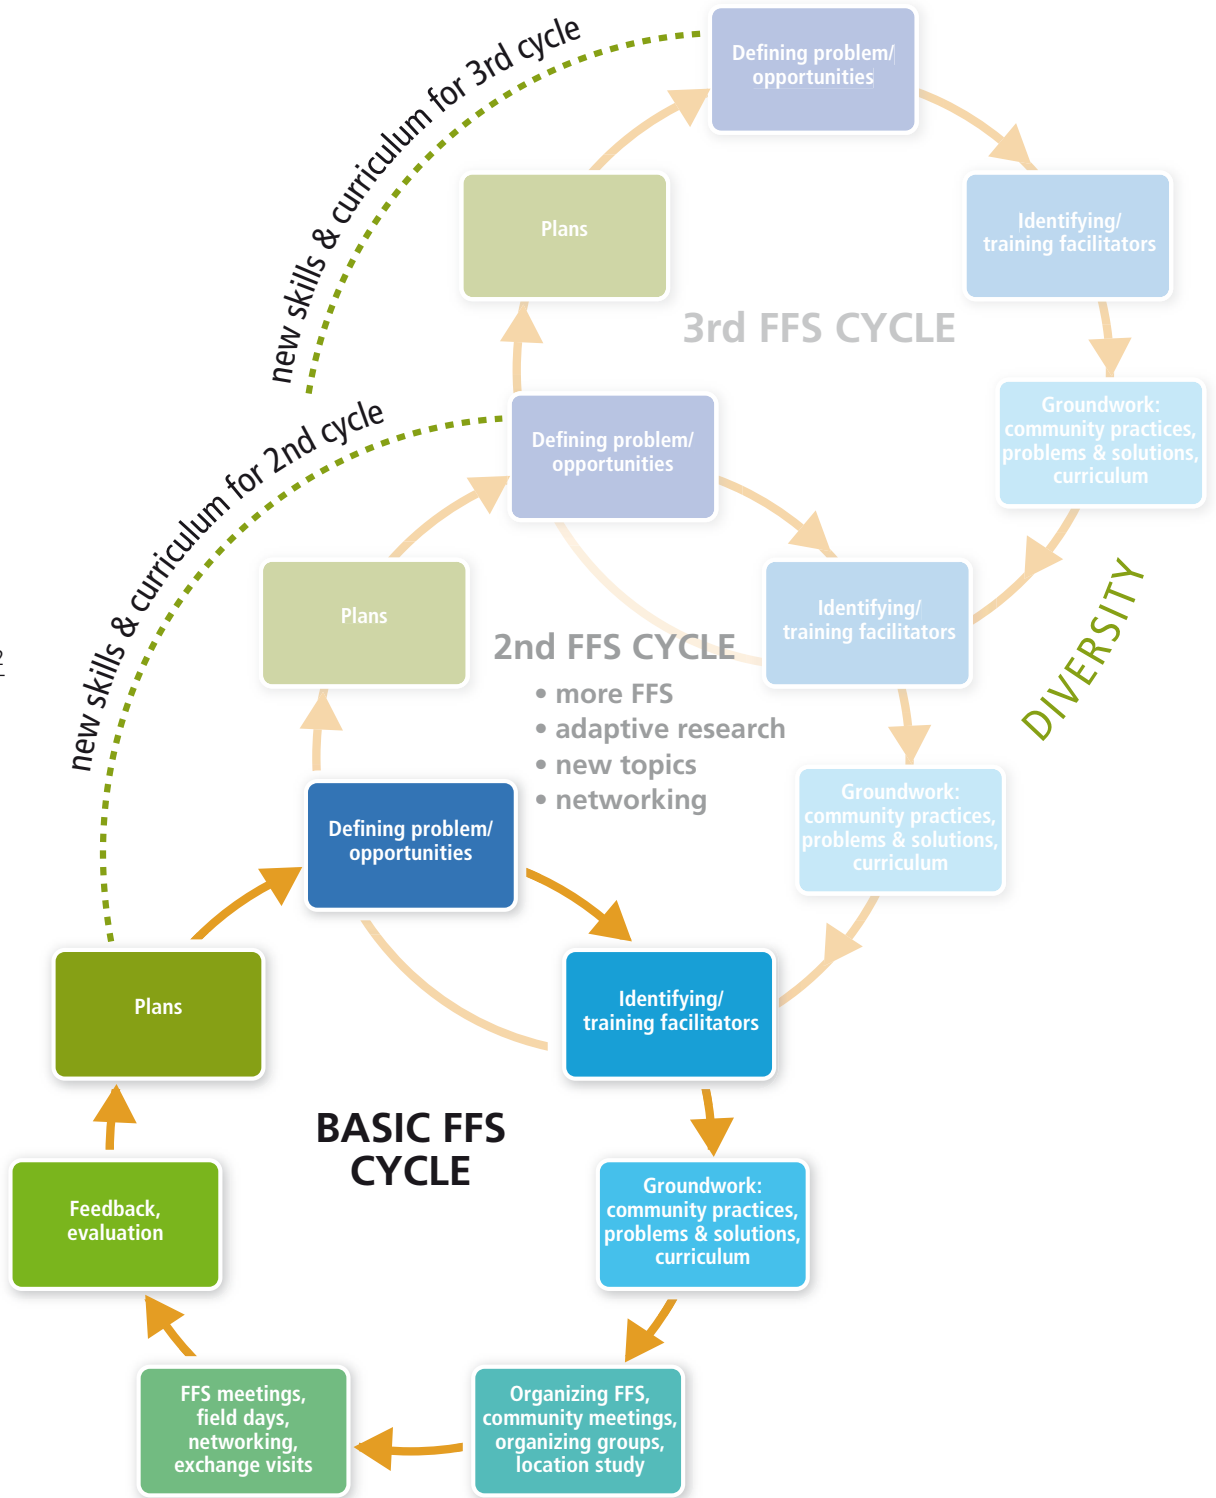 new skills & curriculum for 3rd cycle
Defining problem/
opportunities
Plans
Identifying/
training facilitators
3rd FFS CYCLE
Groundwork:
community practices,
problems & solutions,
curriculum
new skills & curriculum for 2nd cycle
Defining problem/
opportunities
Plans
Identifying/
training facilitators
2nd FFS CYCLE
• more FFS
• adaptive research
• new topics
• networking
DIVERSITY
Groundwork:
community practices,
problems & solutions,
curriculum
Defining problem/
opportunities
Plans
Identifying/
training facilitators
BASIC FFS
CYCLE
Groundwork:
community practices,
problems & solutions,
curriculum
Feedback,
evaluation
FFS meetings,
field days,
networking,
exchange visits
Organizing FFS,
community meetings,
organizing groups,
location study